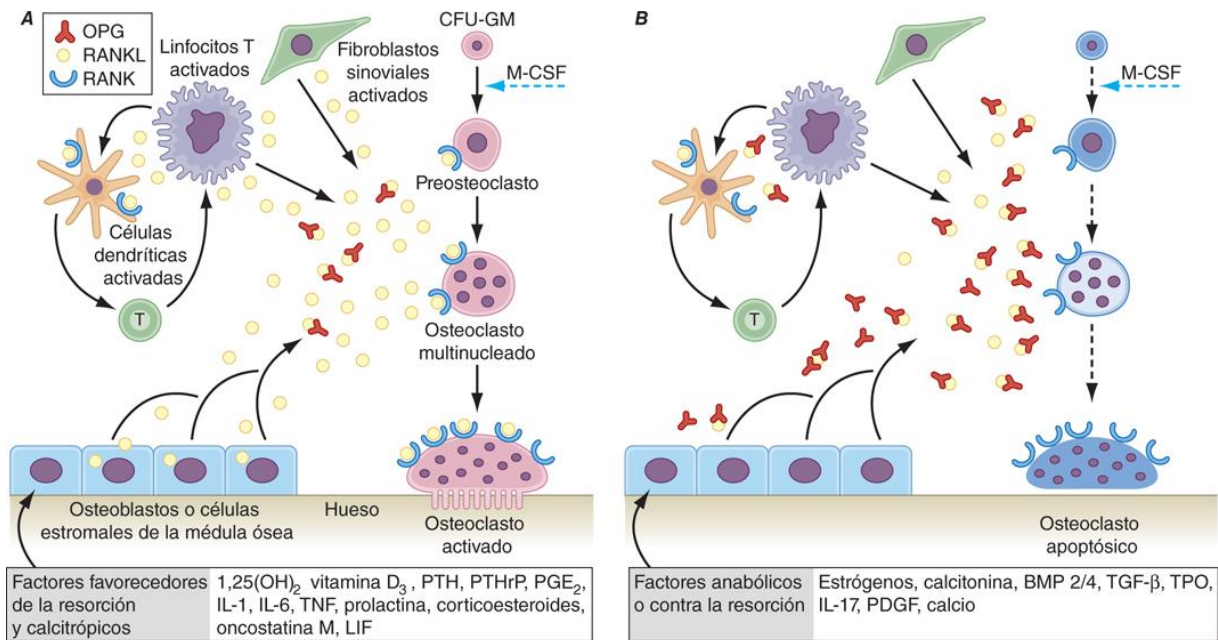 A
OPG
RANKL
RANK
Linfocitos T
activados
Fibroblastos
sinoviales
activados
CFU-GM
M-CSF
Preosteoclasto
Células
dendríticas
activadas
T
Osteoclasto
multinucleado
Osteoblastos o células
estromales de la médula ósea
Hueso
Osteoclasto
activado
Factores favorecedores
de la resorción
y calcitrópicos
1,25(OH)₂ vitamina D₃, PTH, PTHrP, PGE₂,
IL-1, IL-6, TNF, prolactina, corticoesteroides,
oncostatina M, LIF
B
M-CSF
T
Osteoclasto
apoptósico
Factores anabólicos
o contra la resorción
Estrógenos, calcitonina, BMP 2/4, TGF-β, TPO,
IL-17, PDGF, calcio